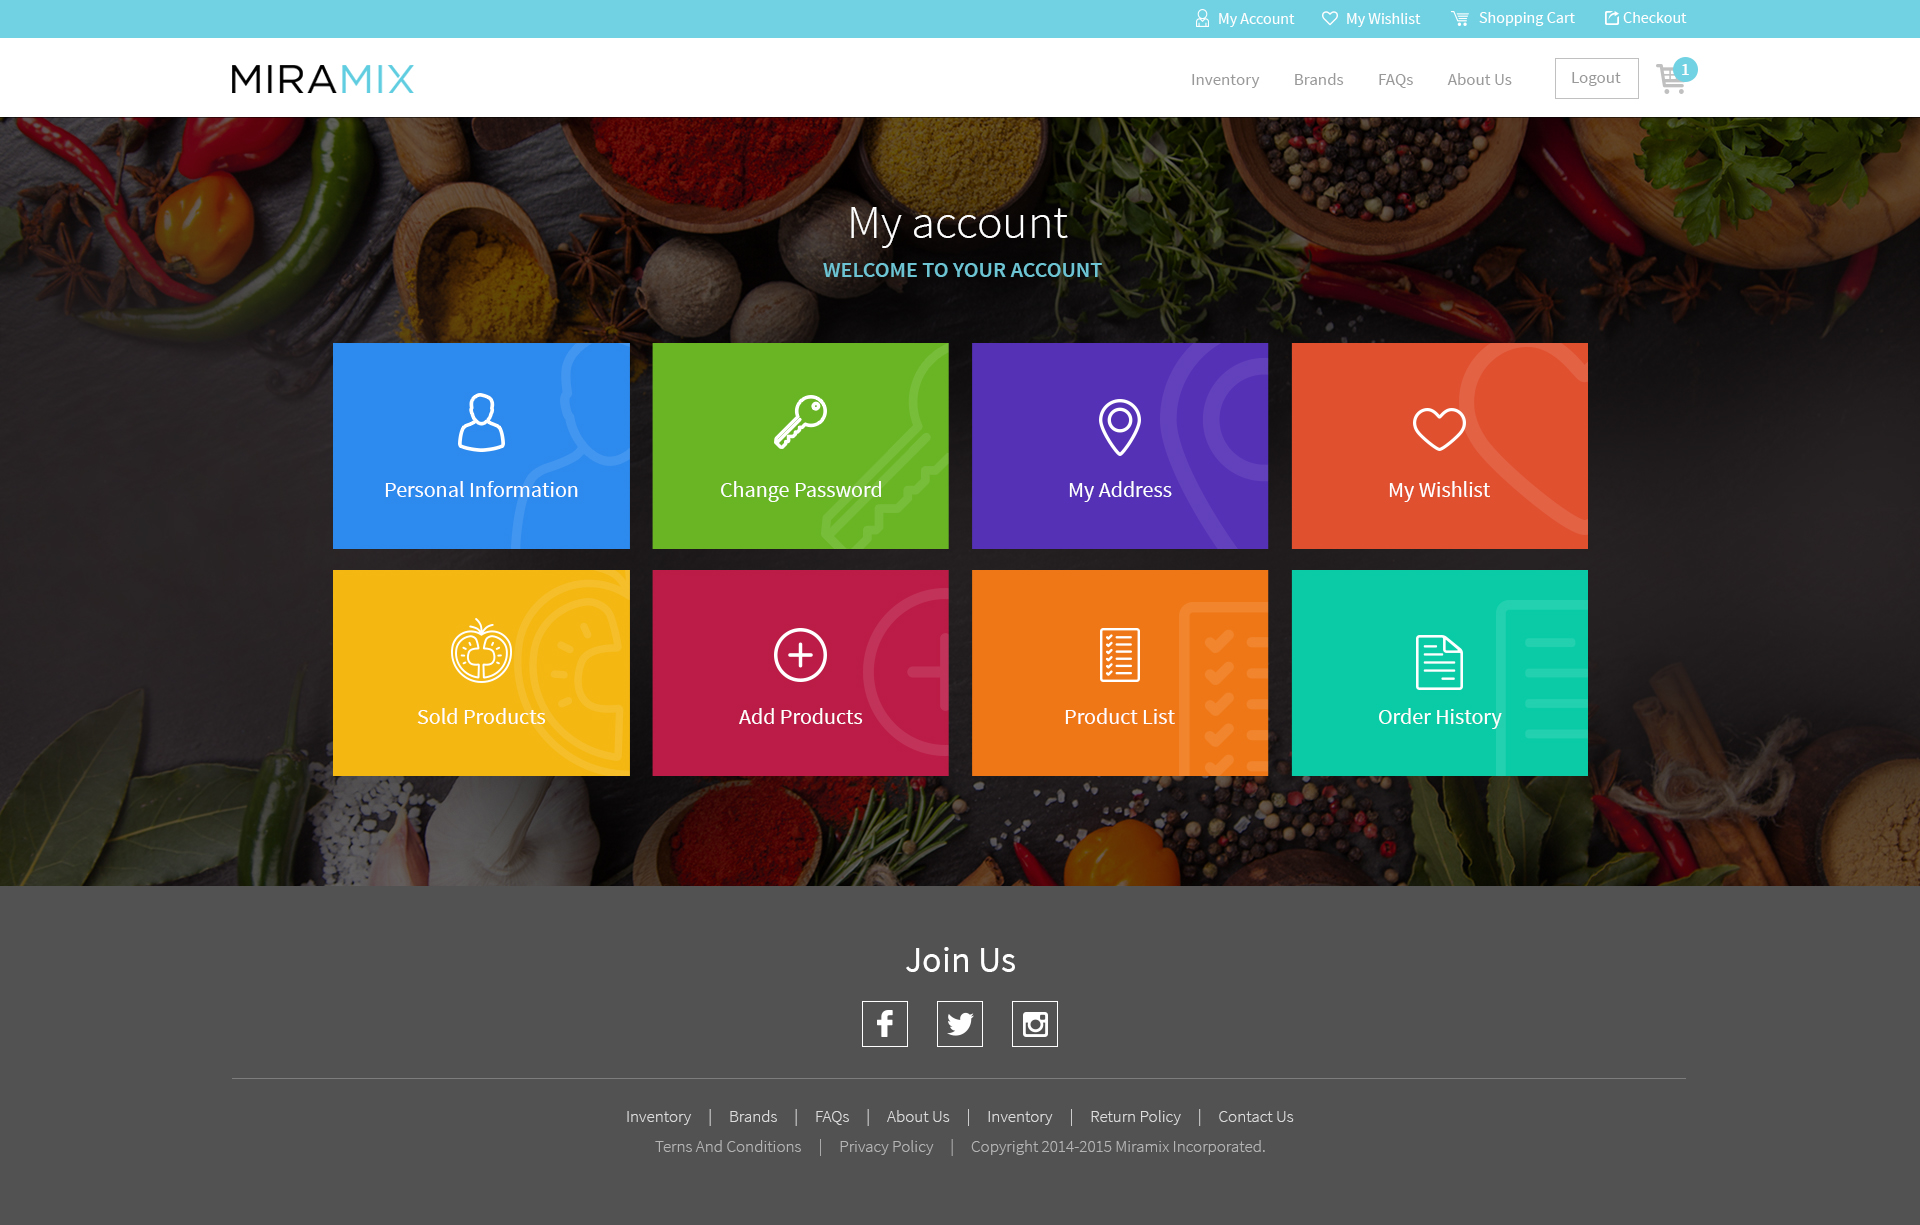 My Account My Wishlist Shopping Cart Checkout
MIRAMIX Inventory Brands FAQs About Us Logout 1
My account
WELCOME TO YOUR ACCOUNT
Personal Information Change Password My Address My Wishlist
Sold Products Add Products Product List Order History
Join Us
Inventory | Brands | FAQs | About Us | Inventory | Return Policy | Contact Us
Terns And Conditions | Privacy Policy | Copyright 2014-2015 Miramix Incorporated.